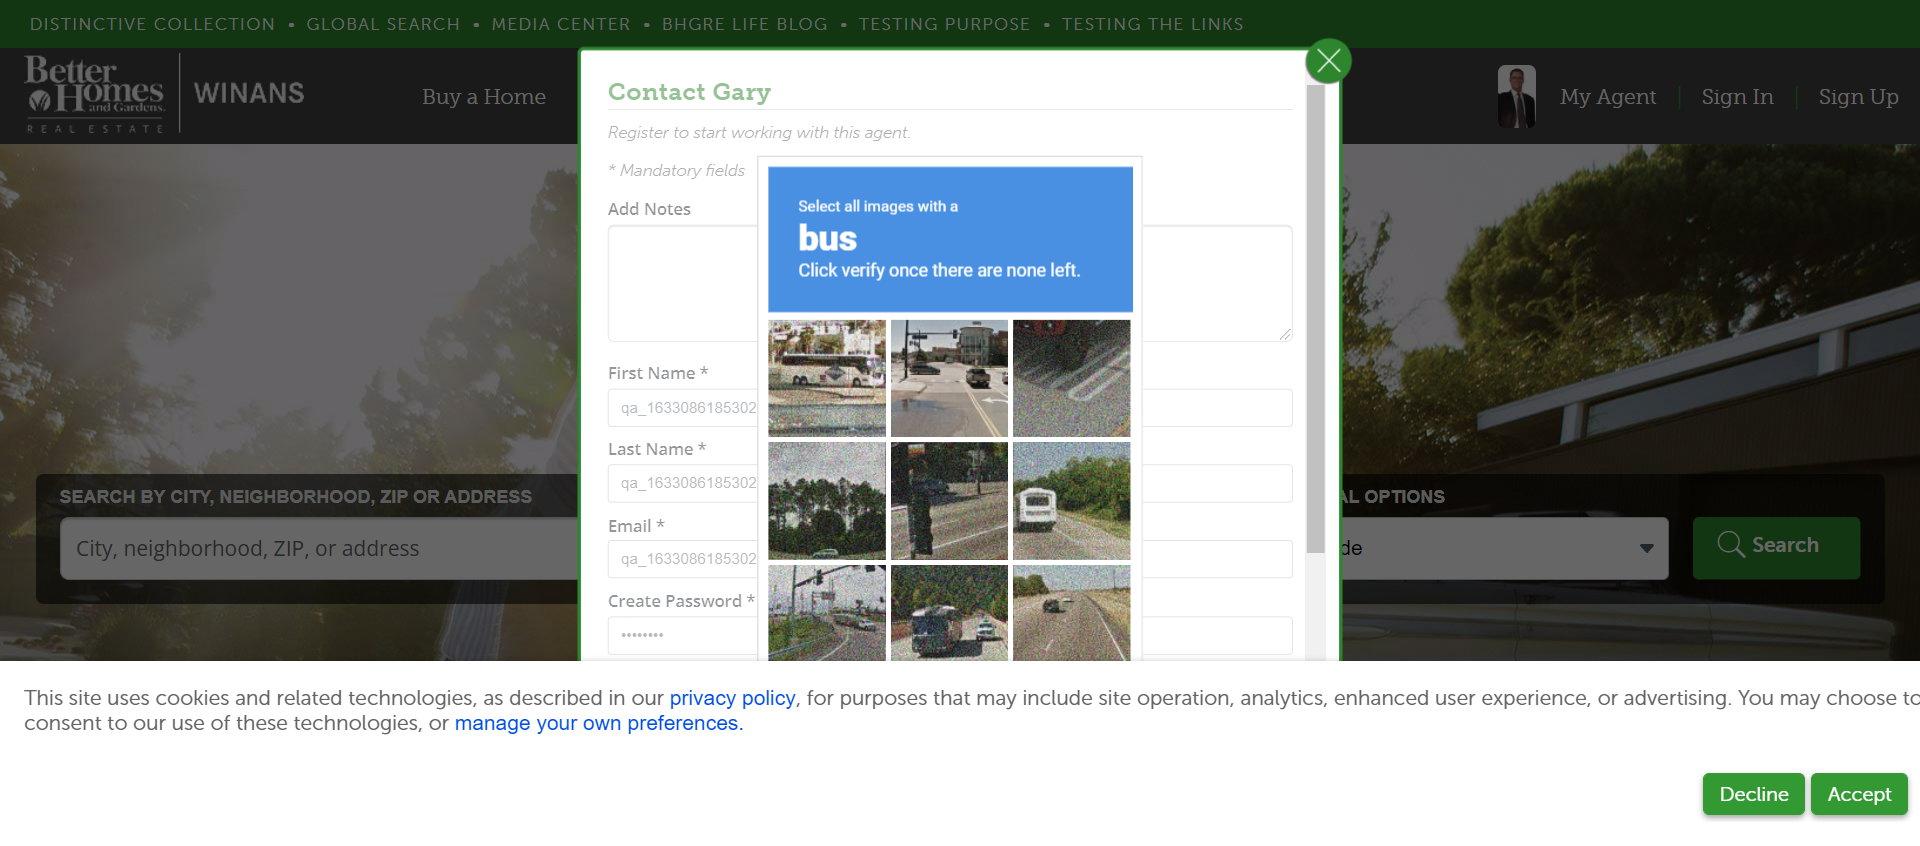 DISTINCTIVE COLLECTION • GLOBAL SEARCH • MEDIA CENTER • BHGRE LIFE BLOG • TESTING PURPOSE • TESTING THE LINKS
Better
Homes
and Gardens.
REAL ESTATE
WINANS
Buy a Home
My Agent
Sign In
Sign Up
Contact Gary
Register to start working with this agent.
* Mandatory fields
Add Notes
Select all images with a
bus
Click verify once there are none left.
First Name *
qa_1633086185302
Last Name *
qa_1633086185302
Email *
qa_1633086185302
Create Password *
••••••••
SEARCH BY CITY, NEIGHBORHOOD, ZIP OR ADDRESS
City, neighborhood, ZIP, or address
AL OPTIONS
de
Search
This site uses cookies and related technologies, as described in our privacy policy, for purposes that may include site operation, analytics, enhanced user experience, or advertising. You may choose to
consent to our use of these technologies, or manage your own preferences.
Decline
Accept